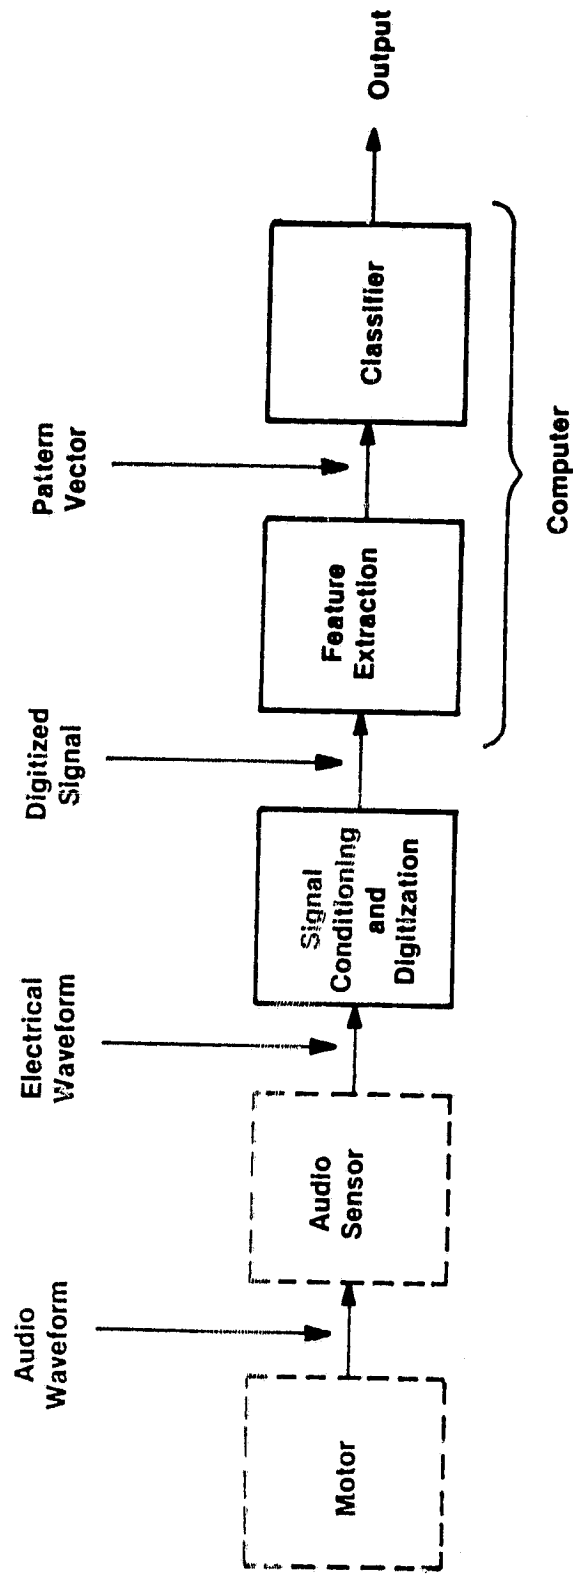 Audio
Waveform
Electrical
Waveform
Digitized
Signal
Pattern
Vector
Motor
Audio
Sensor
Signal
Conditioning
and
Digitization
Feature
Extraction
Classifier
Output
Computer